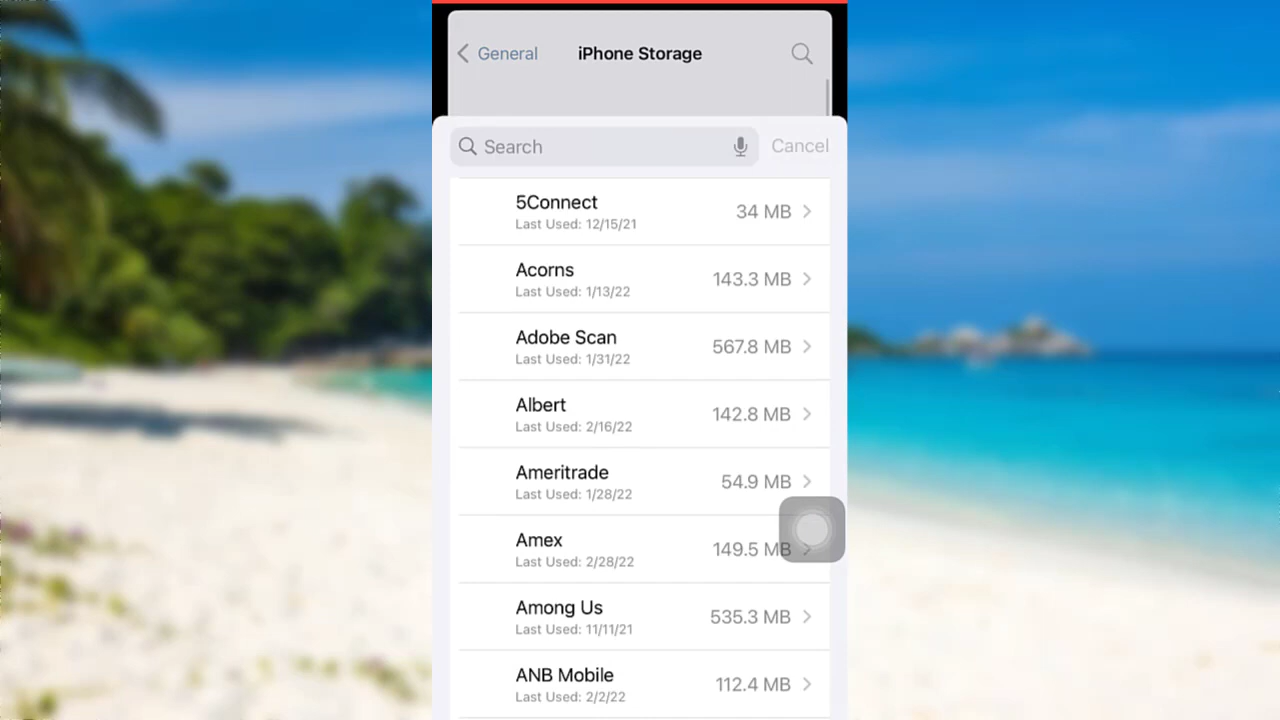 General
iPhone Storage
Search
Cancel
5Connect
Last Used: 12/15/21
34 MB
Acorns
Last Used: 1/13/22
143.3 MB
Adobe Scan
Last Used: 1/31/22
567.8 MB
Albert
Last Used: 2/16/22
142.8 MB
Ameritrade
Last Used: 1/28/22
54.9 MB
Amex
Last Used: 2/28/22
149.5 MB
Among Us
Last Used: 11/11/21
535.3 MB
ANB Mobile
Last Used: 2/2/22
112.4 MB